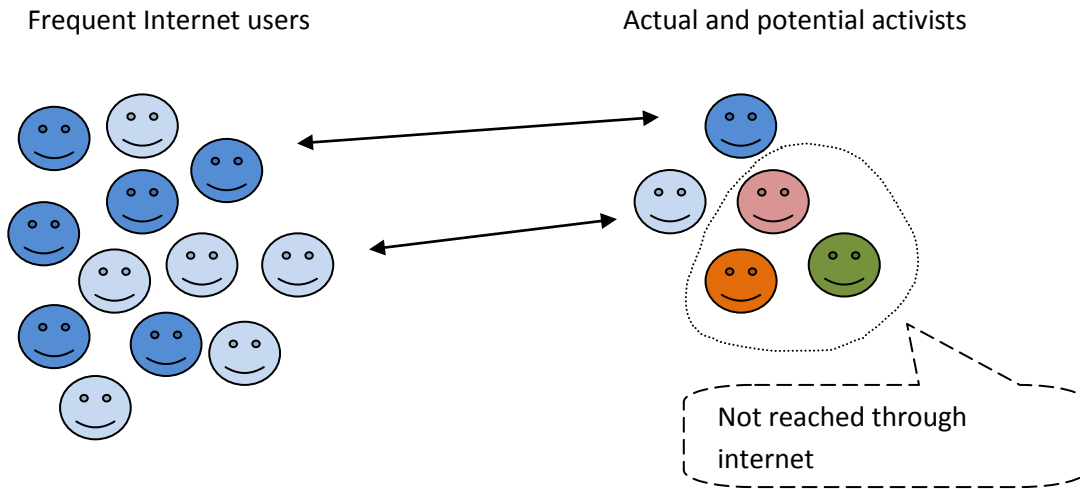 Frequent Internet users
Actual and potential activists
Not reached through
internet